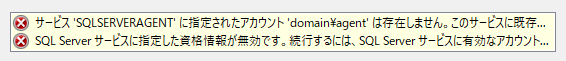 サービス 'SQLSERVERAGENT' に指定されたアカウント 'domain¥agent' は存在しません。このサービスに既存...
SQL Server サービスに指定した資格情報が無効です。続行するには、SQL Server サービスに有効なアカウント...